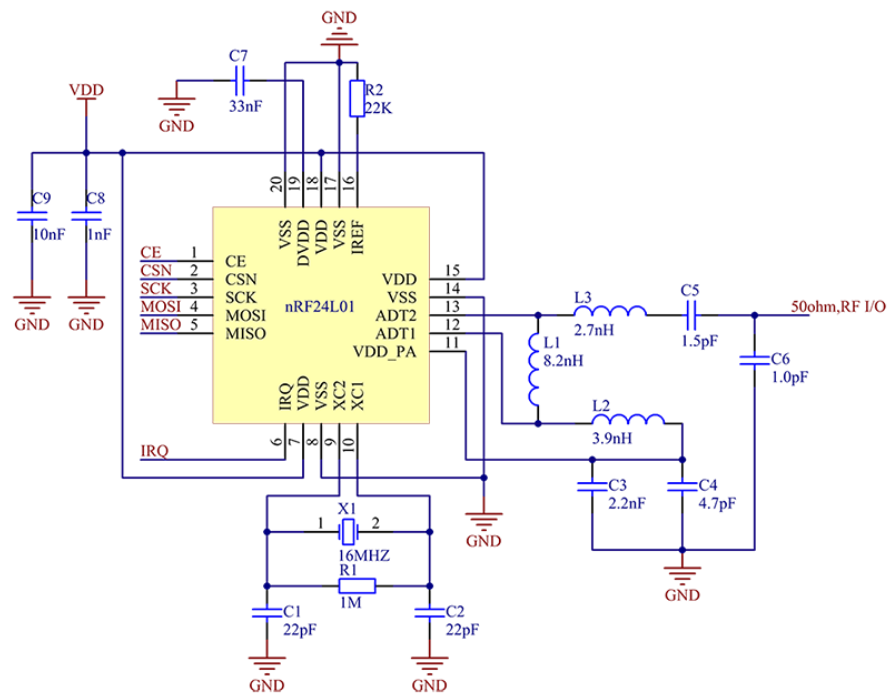 GND
C7
33nF
GND
R2
22K
VDD
C9
10nF
C8
1nF
GND
GND
20
19
18
17
16
VSS
DVDD
VDD
VSS
IREF
CE
1
CE
CSN
2
CSN
SCK
3
SCK
MOSI
4
MOSI
MISO
5
MISO
nRF24L01
VDD
15
VSS
14
ADT2
13
ADT1
12
VDD_PA
11
IRQ
VDD
VSS
XC2
XC1
6
7
8
9
10
IRQ
L3
2.7nH
C5
1.5pF
50ohm,RF I/O
L1
8.2nH
C6
1.0pF
L2
3.9nH
C3
2.2nF
C4
4.7pF
GND
GND
X1
1
2
16MHZ
R1
1M
C1
22pF
C2
22pF
GND
GND